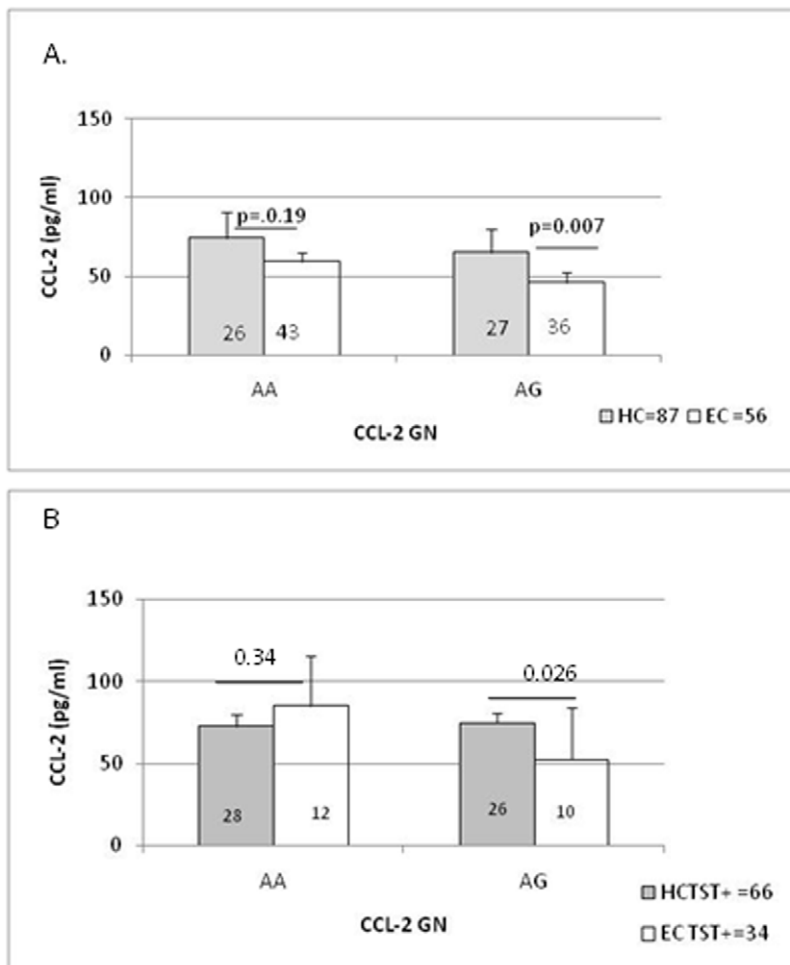 A.
150
100
50
0
CCL-2 (pg/ml)
p=.0.19
p=0.007
26
43
27
36
AA
AG
CCL-2 GN
HC=87 EC =56
B
150
100
50
0
CCL-2 (pg/ml)
0.34
0.026
28
12
26
10
AA
AG
CCL-2 GN
HCTST+ =66
EC TST+=34